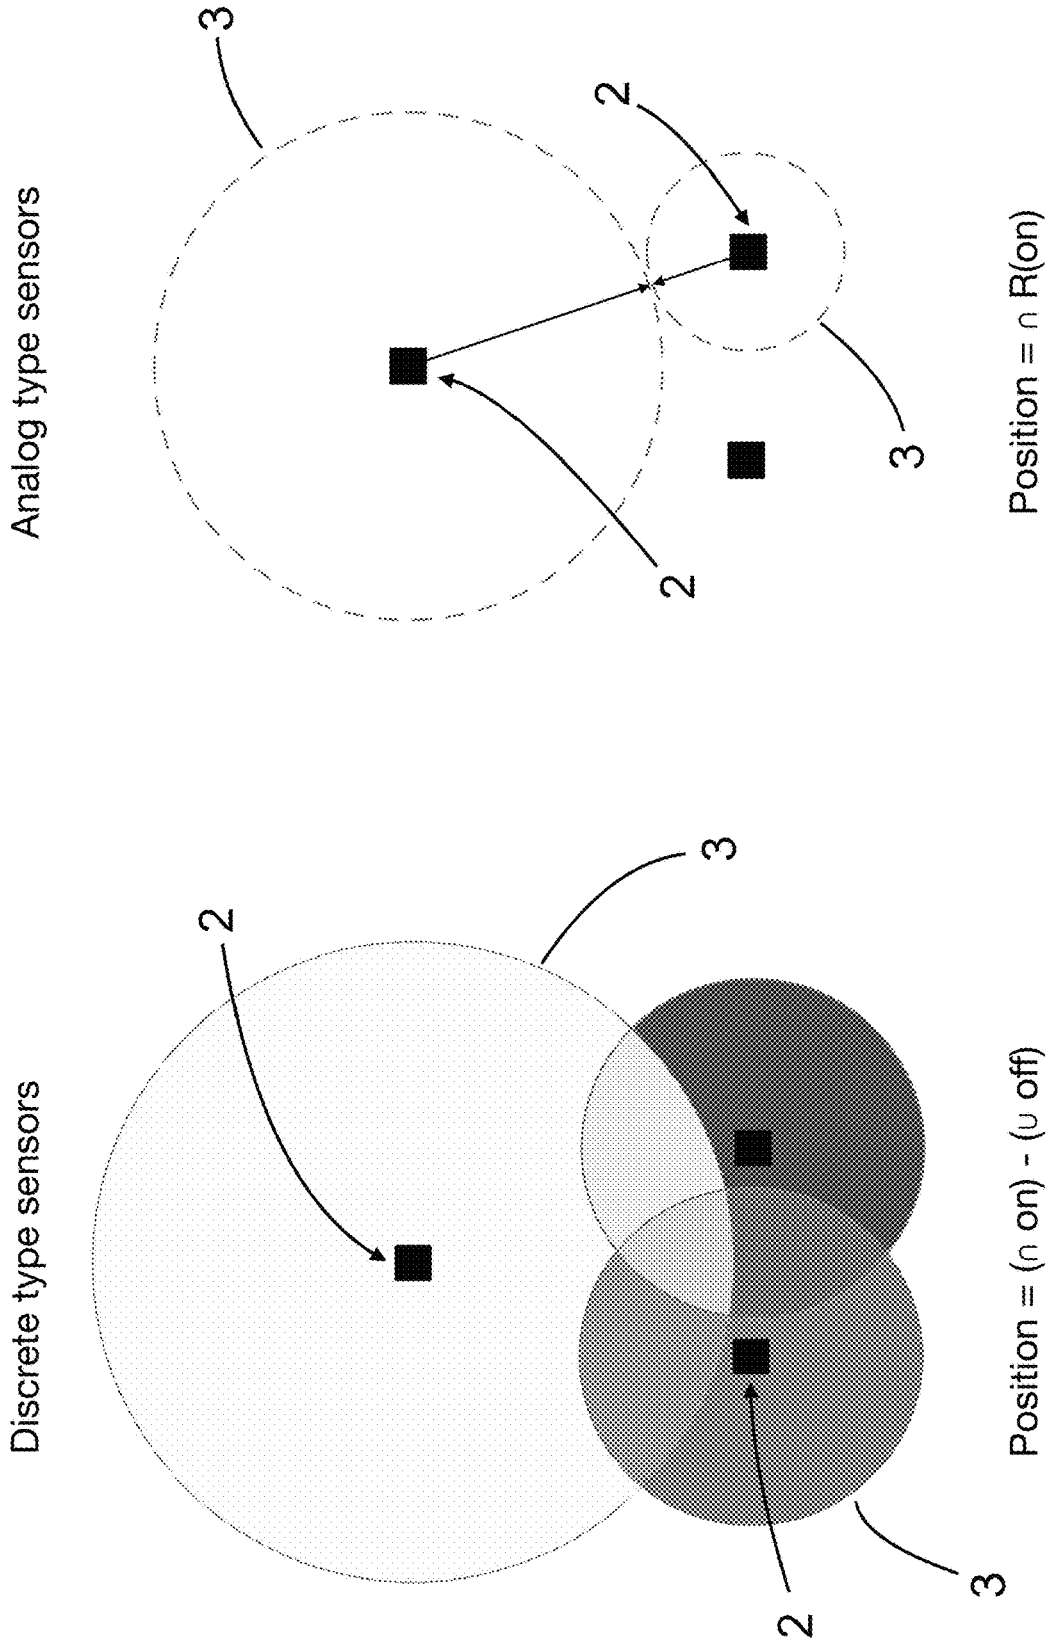 Discrete type sensors
2
3
2
3
Position = (∩ on) - (∪ off)
Analog type sensors
3
2
2
3
Position = ∩ R(on)